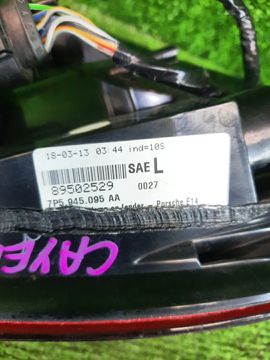 18-03-13 03:44 ind=10S
SAE L
89502529
0027
7P5.945.095 AA
Porsche E14
CAYE